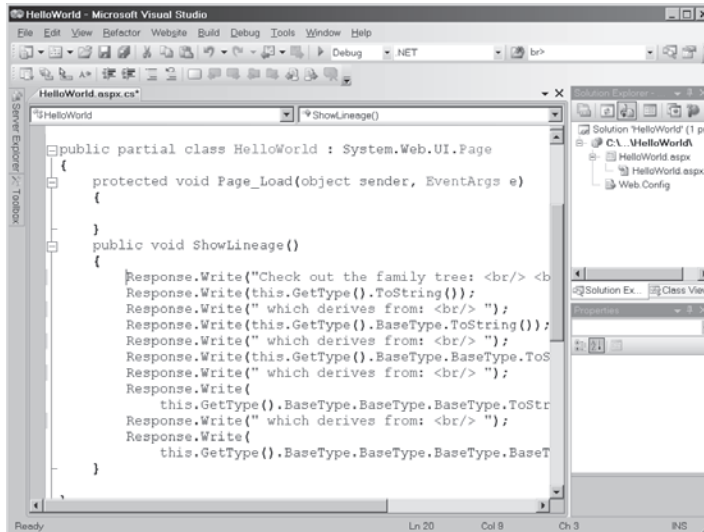 HelloWorld - Microsoft Visual Studio
File Edit View Refactor Website Build Debug Tools Window Help
Debug .NET br>
HelloWorld.aspx.cs*
HelloWorld ShowLineage()
public partial class HelloWorld : System.Web.UI.Page
{
protected void Page_Load(object sender, EventArgs e)
{
}
public void ShowLineage()
{
Response.Write("Check out the family tree: <br/> <b
Response.Write(this.GetType().ToString());
Response.Write(" which derives from: <br/> ");
Response.Write(this.GetType().BaseType.ToString());
Response.Write(" which derives from: <br/> ");
Response.Write(this.GetType().BaseType.BaseType.ToS
Response.Write(" which derives from: <br/> ");
Response.Write(
this.GetType().BaseType.BaseType.BaseType.ToStr
Response.Write(" which derives from: <br/> ");
Response.Write(
this.GetType().BaseType.BaseType.BaseType.BaseT
}
}
Server Explorer
Toolbox
Solution Explorer -
Solution 'HelloWorld' (1 p
C:\...\HelloWorld\
HelloWorld.aspx
HelloWorld.aspx
Web.Config
Solution Ex... Class View
Properties
Ready Ln 20 Col 9 Ch 3 INS